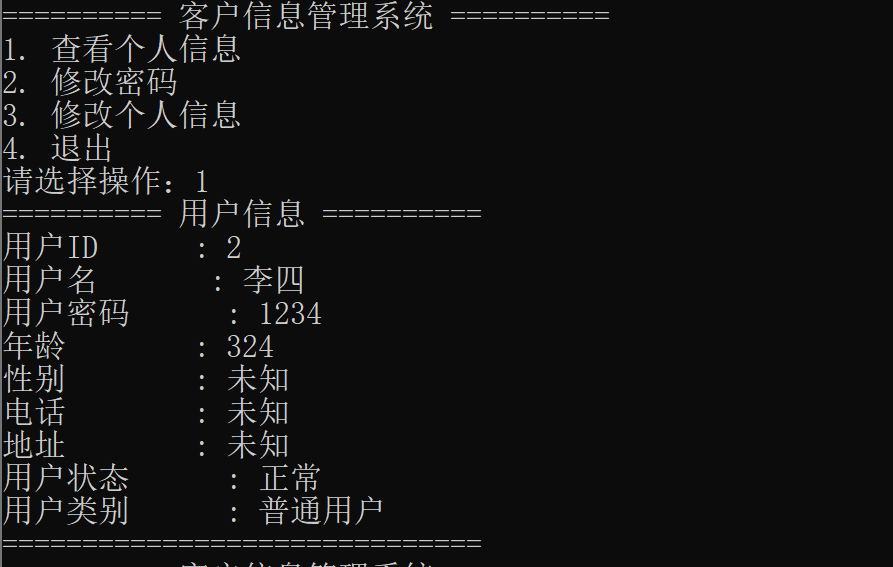 ========== 客户信息管理系统 ==========
1. 查看个人信息
2. 修改密码
3. 修改个人信息
4. 退出
请选择操作：1
========== 用户信息 ==========
用户ID      : 2
用户名       : 李四
用户密码      : 1234
年龄        : 324
性别        : 未知
电话        : 未知
地址        : 未知
用户状态      : 正常
用户类别      : 普通用户
==============================